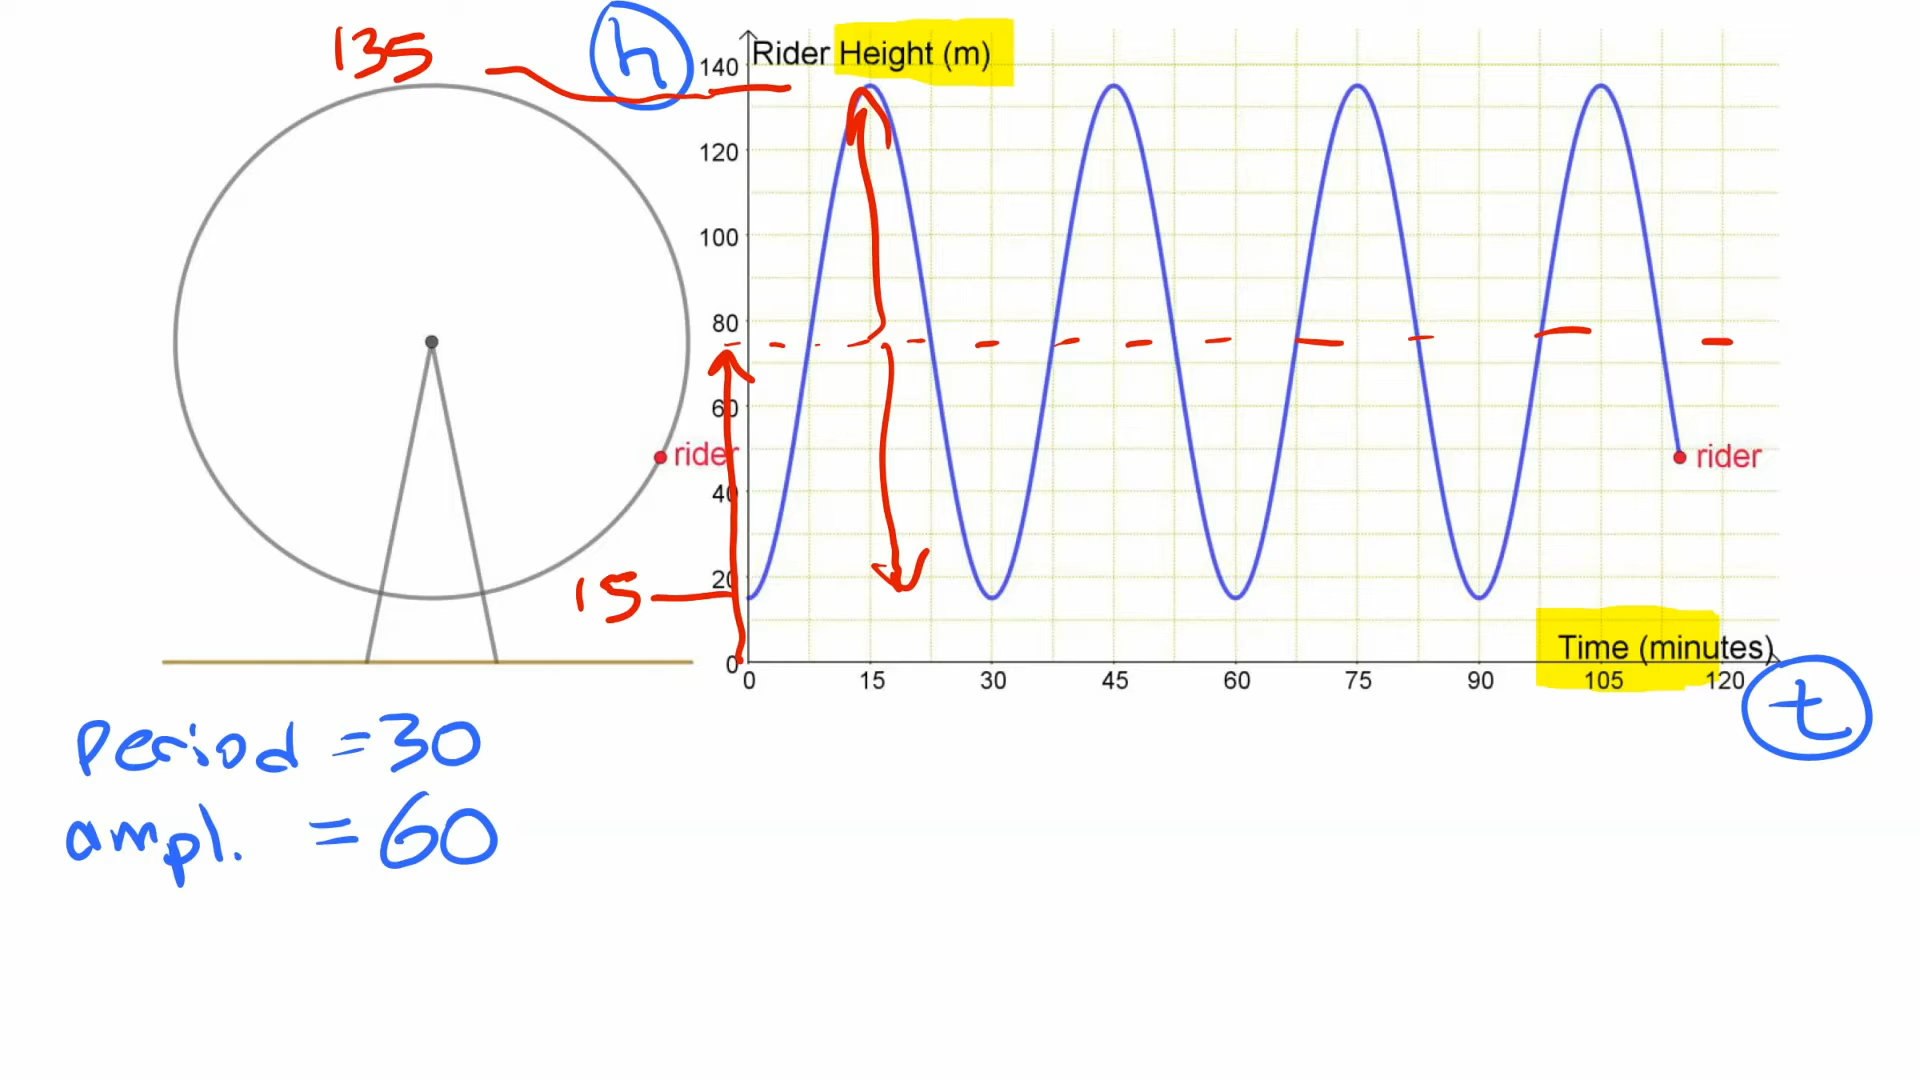 135
h
Rider Height (m)
140
120
100
80
60
40
20
0
rider
rider
15
Time (minutes)
0 15 30 45 60 75 90 105 120
t
Period = 30
ampl. = 60